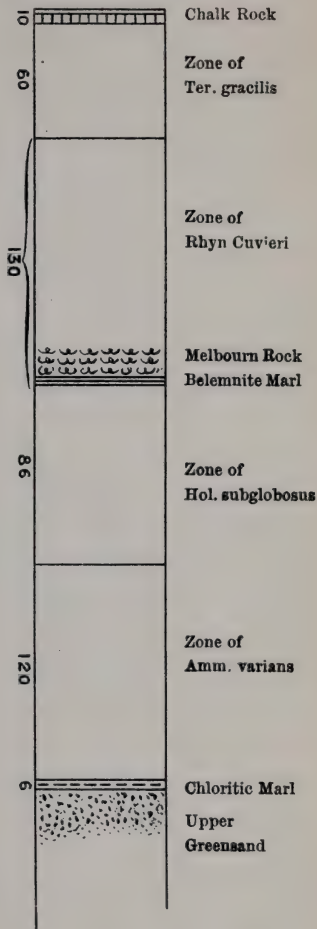 10
Chalk Rock
60
Zone of
Ter. gracilis
130
Zone of
Rhyn Cuvieri
Melbourn Rock
Belemnite Marl
86
Zone of
Hol. subglobosus
120
Zone of
Amm. varians
6
Chloritic Marl
Upper
Greensand